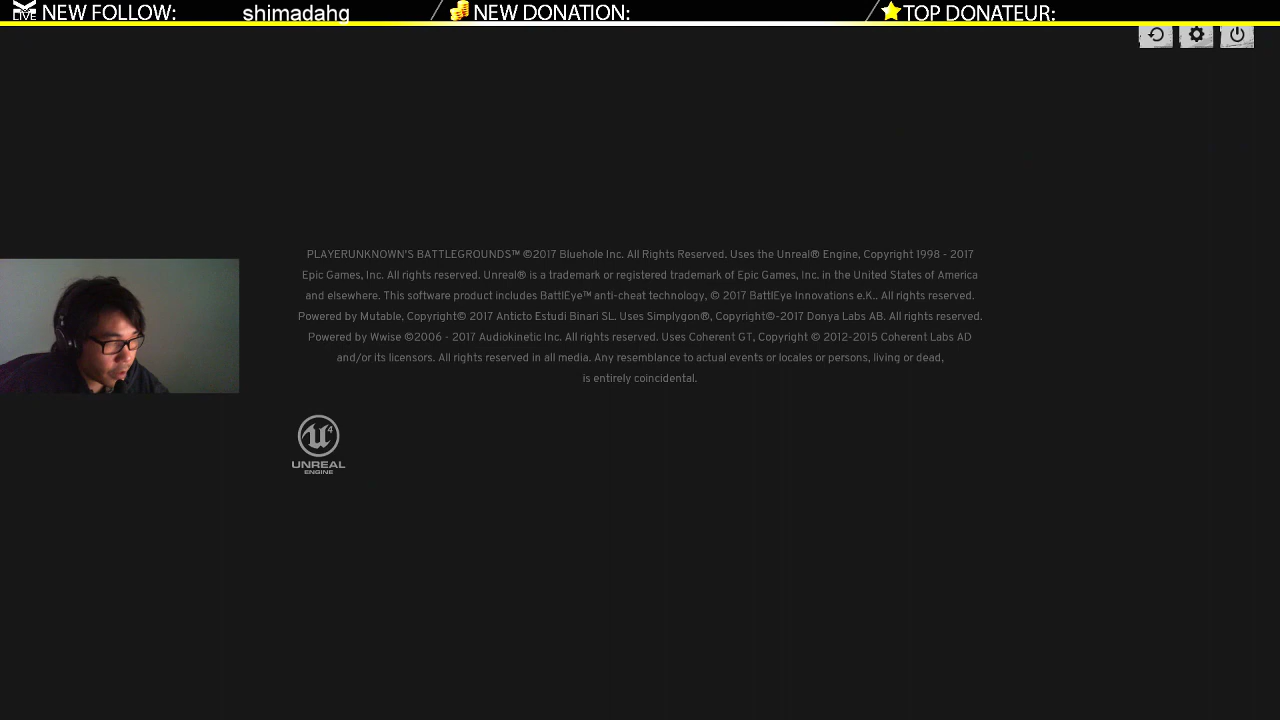 LIVE NEW FOLLOW: shimadahg NEW DONATION: TOP DONATEUR:
PLAYERUNKNOWN'S BATTLEGROUNDS™ ©2017 Bluehole Inc. All Rights Reserved. Uses the Unreal® Engine, Copyright 1998 - 2017
Epic Games, Inc. All rights reserved. Unreal® is a trademark or registered trademark of Epic Games, Inc. in the United States of America
and elsewhere. This software product includes BattlEye™ anti-cheat technology, © 2017 BattlEye Innovations e.K.. All rights reserved.
Powered by Mutable, Copyright© 2017 Anticto Estudi Binari SL. Uses Simplygon®, Copyright©-2017 Donya Labs AB. All rights reserved.
Powered by Wwise ©2006 - 2017 Audiokinetic Inc. All rights reserved. Uses Coherent GT, Copyright © 2012-2015 Coherent Labs AD
and/or its licensors. All rights reserved in all media. Any resemblance to actual events or locales or persons, living or dead,
is entirely coincidental.
U4
UNREAL
ENGINE